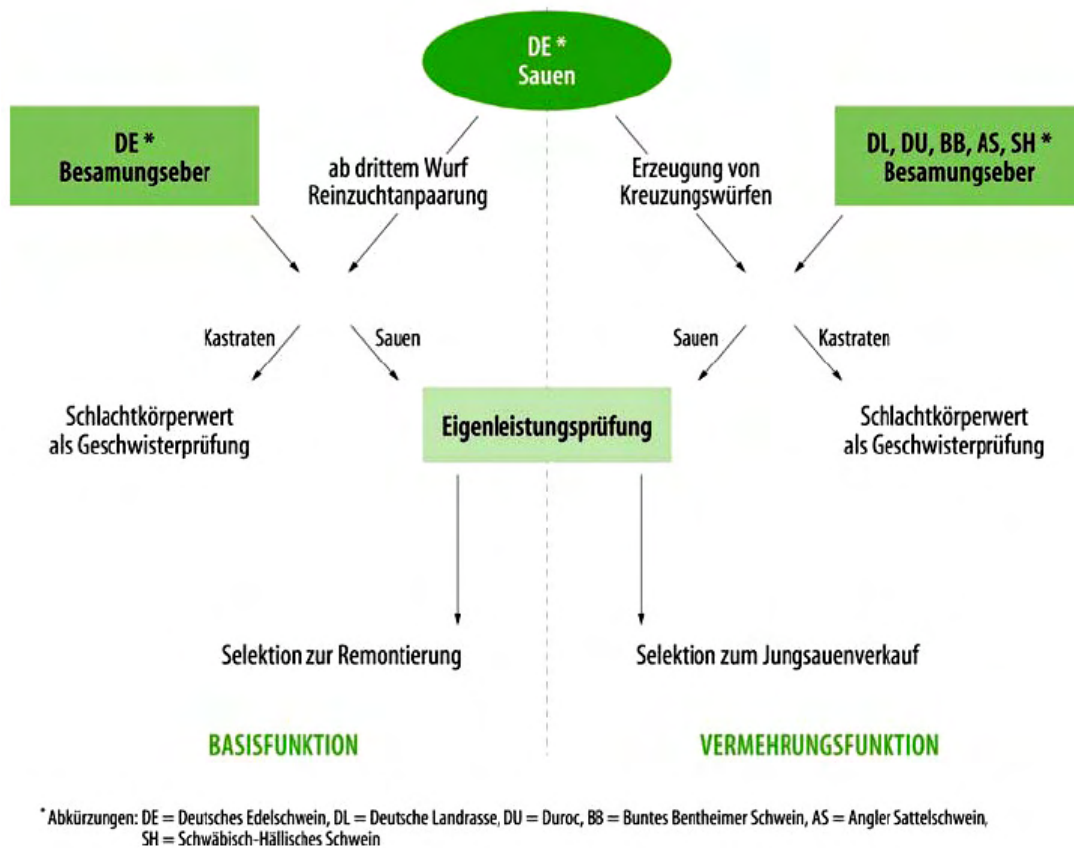 DE *
Sauen
DE *
Besamungseber
DL, DU, BB, AS, SH *
Besamungseber
ab drittem Wurf
Reinzuchtanpaarung
Erzeugung von
Kreuzungswürfen
Kastraten
Sauen
Sauen
Kastraten
Schlachtkörperwert
als Geschwisterprüfung
Eigenleistungsprüfung
Schlachtkörperwert
als Geschwisterprüfung
Selektion zur Remontierung
Selektion zum Jungsauenverkauf
BASISFUNKTION
VERMEHRUNGSFUNKTION
* Abkürzungen: DE = Deutsches Edelschwein, DL = Deutsche Landrasse, DU = Duroc, BB = Buntes Bentheimer Schwein, AS = Angler Sattelschwein,
SH = Schwäbisch-Hällisches Schwein